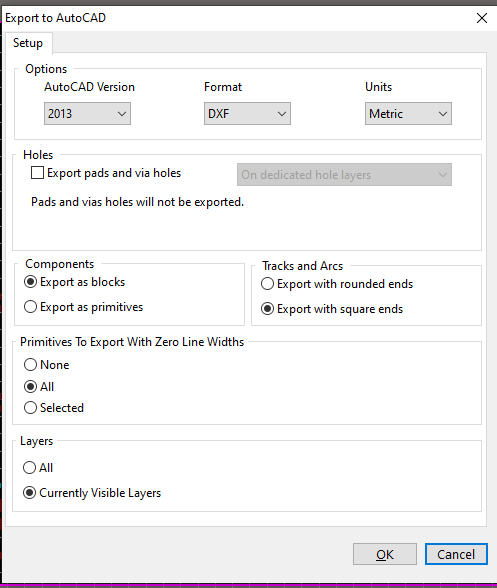 Export to AutoCAD
Setup
Options
AutoCAD Version Format Units
2013 DXF Metric
Holes
Export pads and via holes On dedicated hole layers
Pads and vias holes will not be exported.
Components
Export as blocks
Export as primitives
Tracks and Arcs
Export with rounded ends
Export with square ends
Primitives To Export With Zero Line Widths
None
All
Selected
Layers
All
Currently Visible Layers
OK Cancel